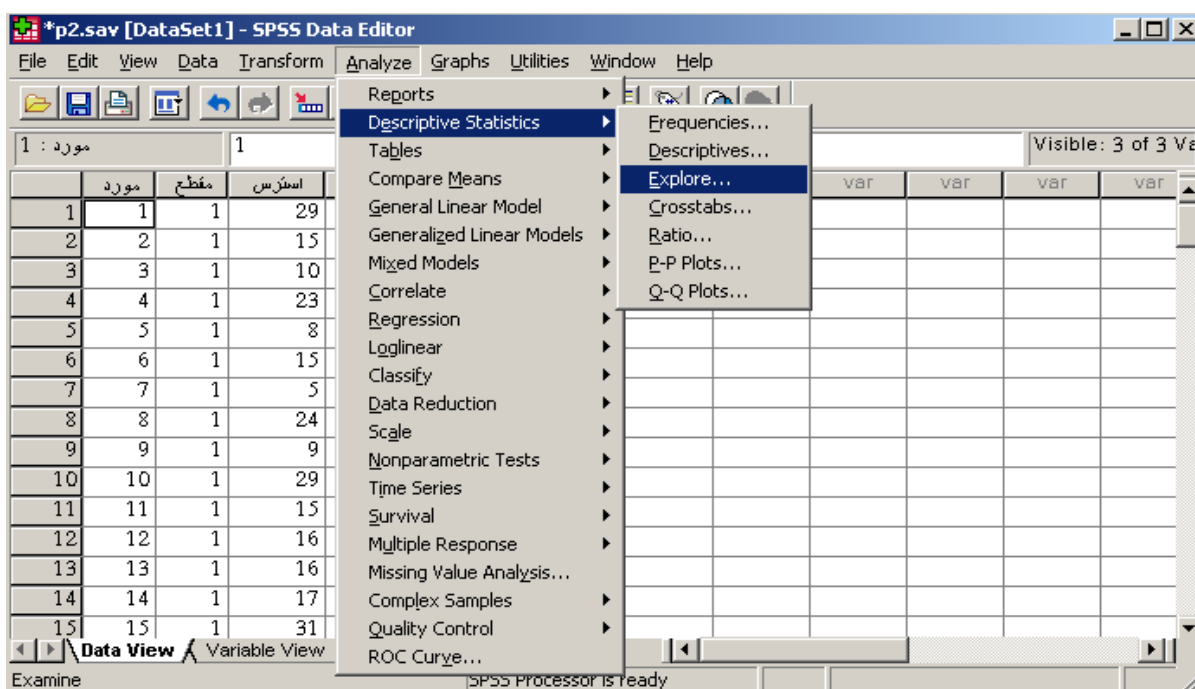 *p2.sav [DataSet1] - SPSS Data Editor
File Edit View Data Transform Analyze Graphs Utilities Window Help
1 : مورد
1
Visible: 3 of 3 Va
مورد مقطع استرس var var var var
1 1 1 29
2 2 1 15
3 3 1 10
4 4 1 23
5 5 1 8
6 6 1 15
7 7 1 5
8 8 1 24
9 9 1 9
10 10 1 29
11 11 1 15
12 12 1 16
13 13 1 16
14 14 1 17
15 15 1 31
Reports
Descriptive Statistics
Tables
Compare Means
General Linear Model
Generalized Linear Models
Mixed Models
Correlate
Regression
Loglinear
Classify
Data Reduction
Scale
Nonparametric Tests
Time Series
Survival
Multiple Response
Missing Value Analysis...
Complex Samples
Quality Control
ROC Curve...
Frequencies...
Descriptives...
Explore...
Crosstabs...
Ratio...
P-P Plots...
Q-Q Plots...
Data View Variable View
Examine
SPSS Processor is ready